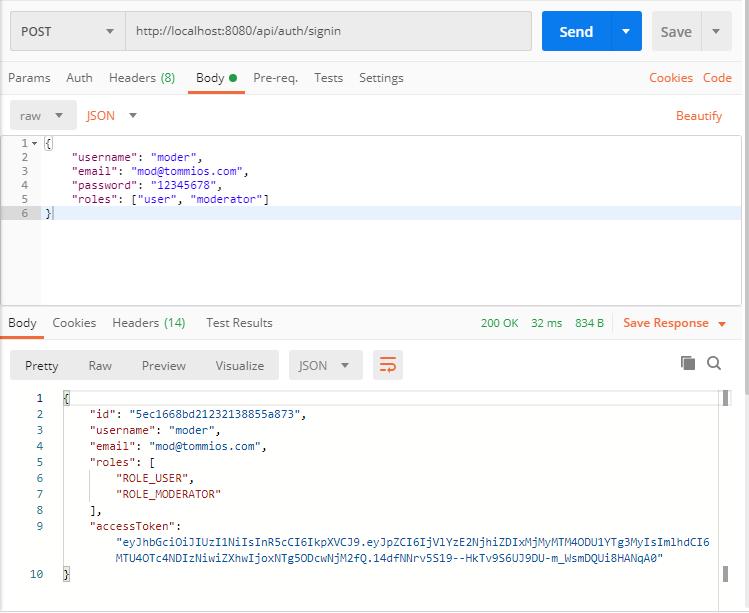 POST http://localhost:8080/api/auth/signin Send Save
Params Auth Headers (8) Body Pre-req. Tests Settings Cookies Code
raw JSON Beautify
1 {
2 "username": "moder",
3 "email": "mod@tommios.com",
4 "password": "12345678",
5 "roles": ["user", "moderator"]
6 }
Body Cookies Headers (14) Test Results 200 OK 32 ms 834 B Save Response
Pretty Raw Preview Visualize JSON
1 {
2 "id": "5ec1668bd21232138855a873",
3 "username": "moder",
4 "email": "mod@tommios.com",
5 "roles": [
6 "ROLE_USER",
7 "ROLE_MODERATOR"
8 ],
9 "accessToken":
"eyJhbGciOiJIUzI1NiIsInR5cCI6IkpXVCJ9.eyJpZCI6IjVlYzE2NjhiZDIxMjMyMTM4ODU1YTg3MyIsImlhdCI6
MTU4OTc4NDIzNiwiZXhwIjoxNTg5ODcwNjM2fQ.14dfNNrv5S19--HkTv9S6UJ9DU-m_WsmDQUi8HANqA0"
10 }